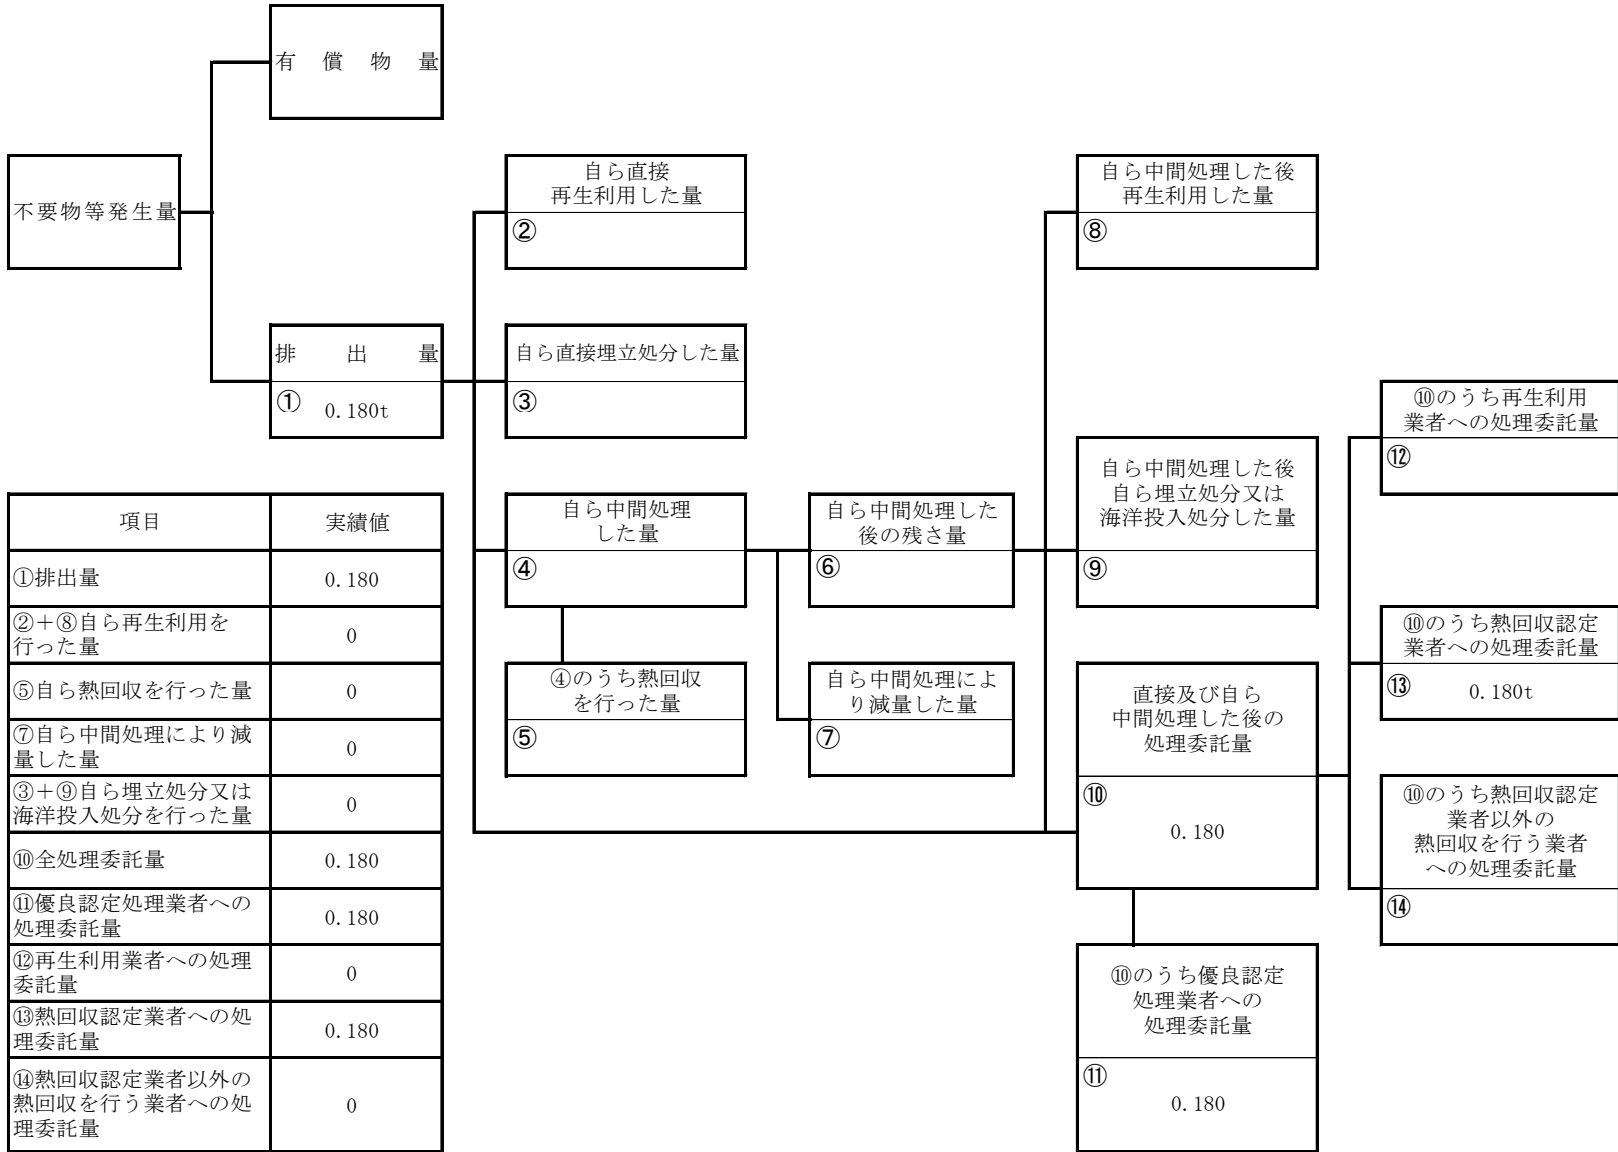 有償物量
不要物等発生量
排出量
①
0.180t
自ら直接
再生利用した量
②
自ら直接埋立処分した量
③
自ら中間処理
した量
④
④のうち熱回収
を行った量
⑤
自ら中間処理した
後の残さ量
⑥
自ら中間処理によ
り減量した量
⑦
自ら中間処理した後
再生利用した量
⑧
自ら中間処理した後
自ら埋立処分又は
海洋投入処分した量
⑨
直接及び自ら
中間処理した後の
処理委託量
⑩
0.180
⑩のうち優良認定
処理業者への
処理委託量
⑪
0.180
⑩のうち再生利用
業者への処理委託量
⑫
⑩のうち熱回収認定
業者への処理委託量
⑬
0.180t
⑩のうち熱回収認定
業者以外の
熱回収を行う業者
への処理委託量
⑭
項目 実績値
①排出量 0.180
②+⑧自ら再生利用を
行った量 0
⑤自ら熱回収を行った量 0
⑦自ら中間処理により減
量した量 0
③+⑨自ら埋立処分又は
海洋投入処分を行った量 0
⑩全処理委託量 0.180
⑪優良認定処理業者への
処理委託量 0.180
⑫再生利用業者への処理
委託量 0
⑬熱回収認定業者への処
理委託量 0.180
⑭熱回収認定業者以外の
熱回収を行う業者への処
理委託量 0